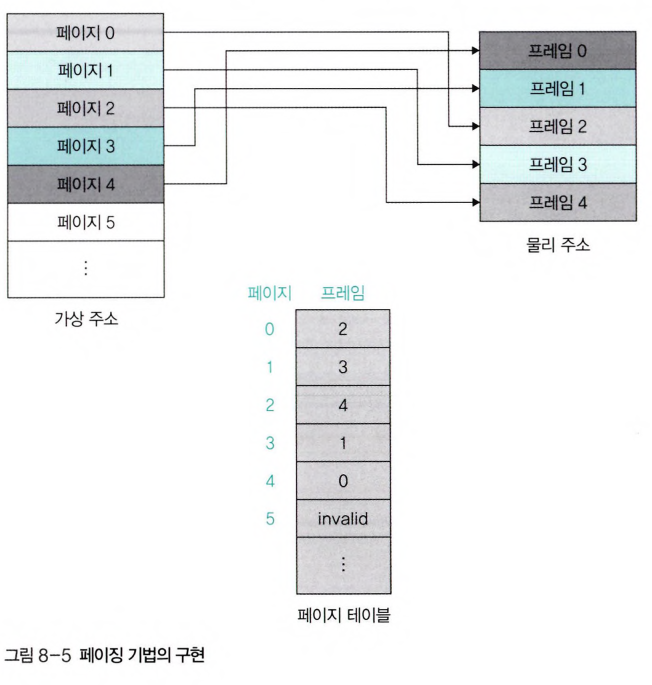 페이지 0
페이지 1
페이지 2
페이지 3
페이지 4
페이지 5
⋮
가상 주소
프레임 0
프레임 1
프레임 2
프레임 3
프레임 4
물리 주소
페이지 프레임
0 2
1 3
2 4
3 1
4 0
5 invalid
⋮
페이지 테이블
그림 8-5 페이징 기법의 구현